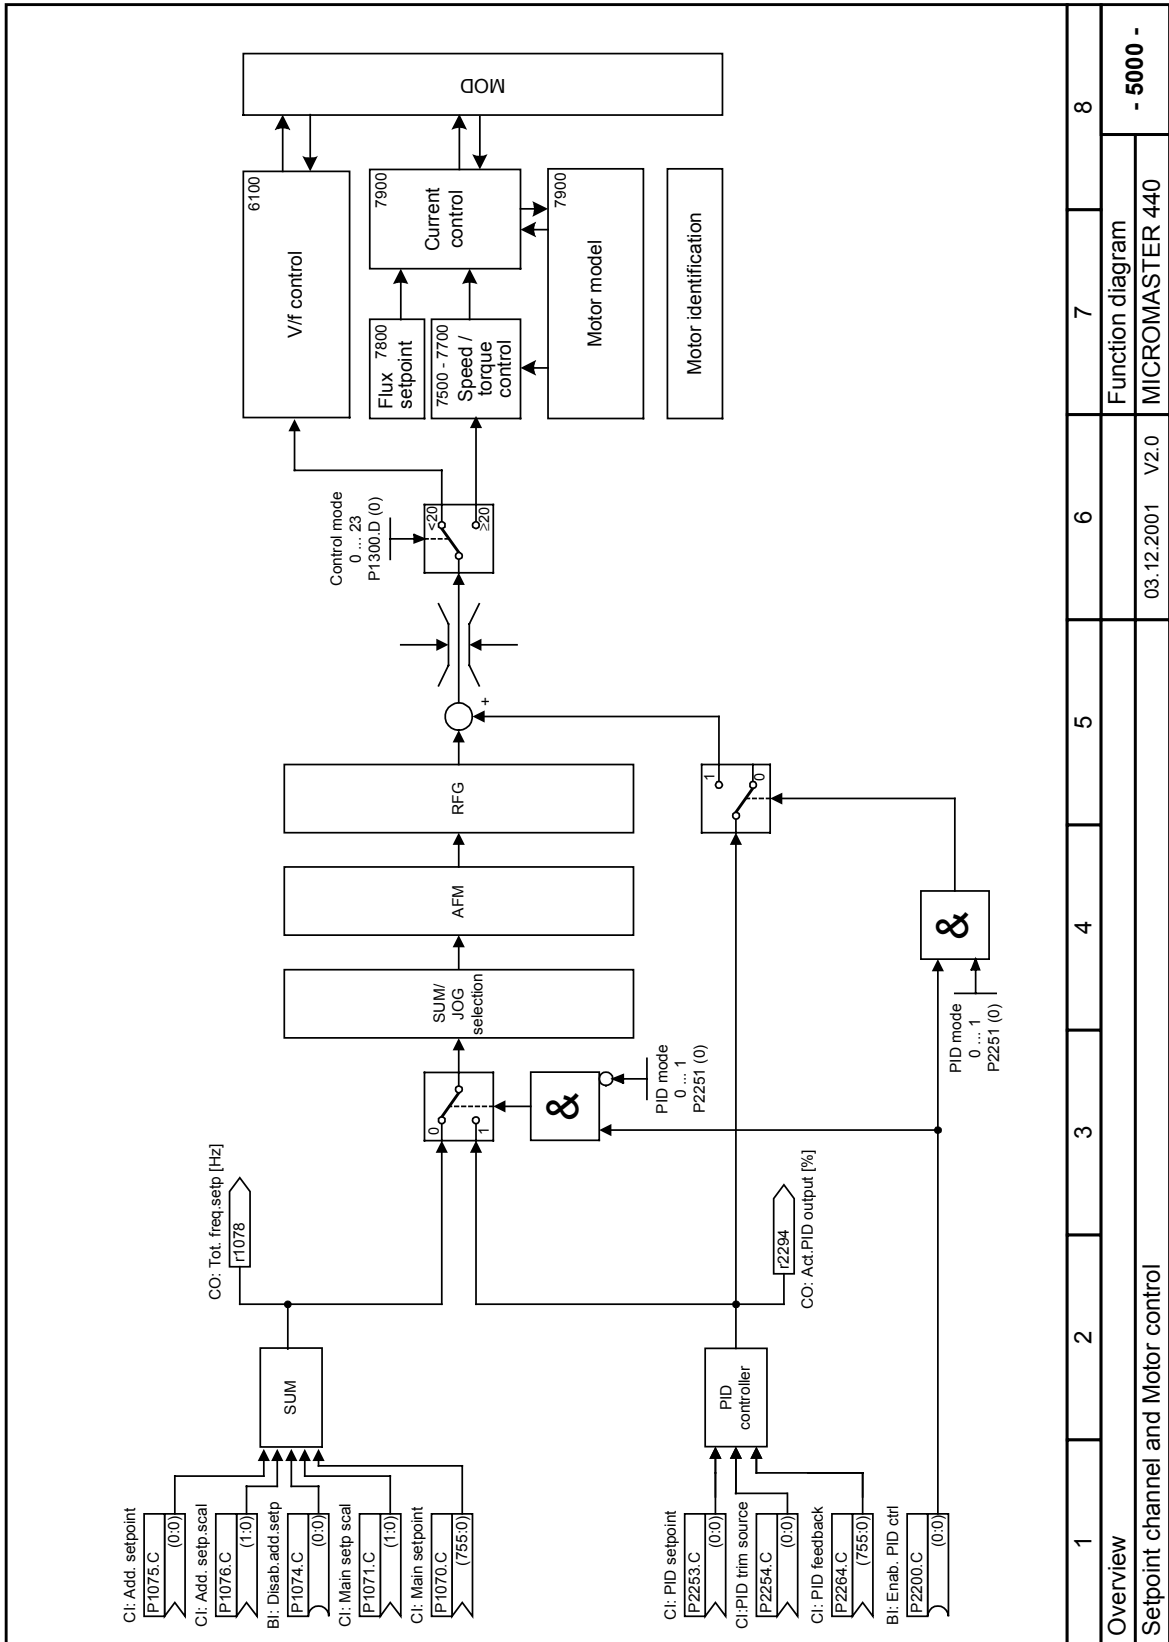 CI: Add. setpoint
P1075.C
(0:0)
CI: Add. setp.scal
P1076.C
(1:0)
BI: Disab.add.setp
P1074.C
(0:0)
CI: Main setp scal
P1071.C
(1:0)
CI: Main setpoint
P1070.C
(755:0)
SUM
CO: Tot. freq.setp [Hz]
r1078
CI: PID setpoint
P2253.C
(0:0)
CI:PID trim source
P2254.C
(0:0)
CI: PID feedback
P2264.C
(755:0)
BI: Enab. PID ctrl
P2200.C
(0:0)
PID
controller
CO: Act.PID output [%]
r2294
0
1
&
PID mode
0 ... 1
P2251 (0)
SUM/
JOG
selection
AFM
RFG
PID mode
0 ... 1
P2251 (0)
&
1
0
+
Control mode
0 ... 23
P1300.D (0)
<20
≥20
6100
V/f control
Flux 7800
setpoint
7500 - 7700
Speed /
torque
control
7900
Current
control
7900
Motor model
Motor identification
MOD
1
2
3
4
5
6
7
8
Overview
Function diagram
- 5000 -
Setpoint channel and Motor control
03.12.2001 V2.0
MICROMASTER 440